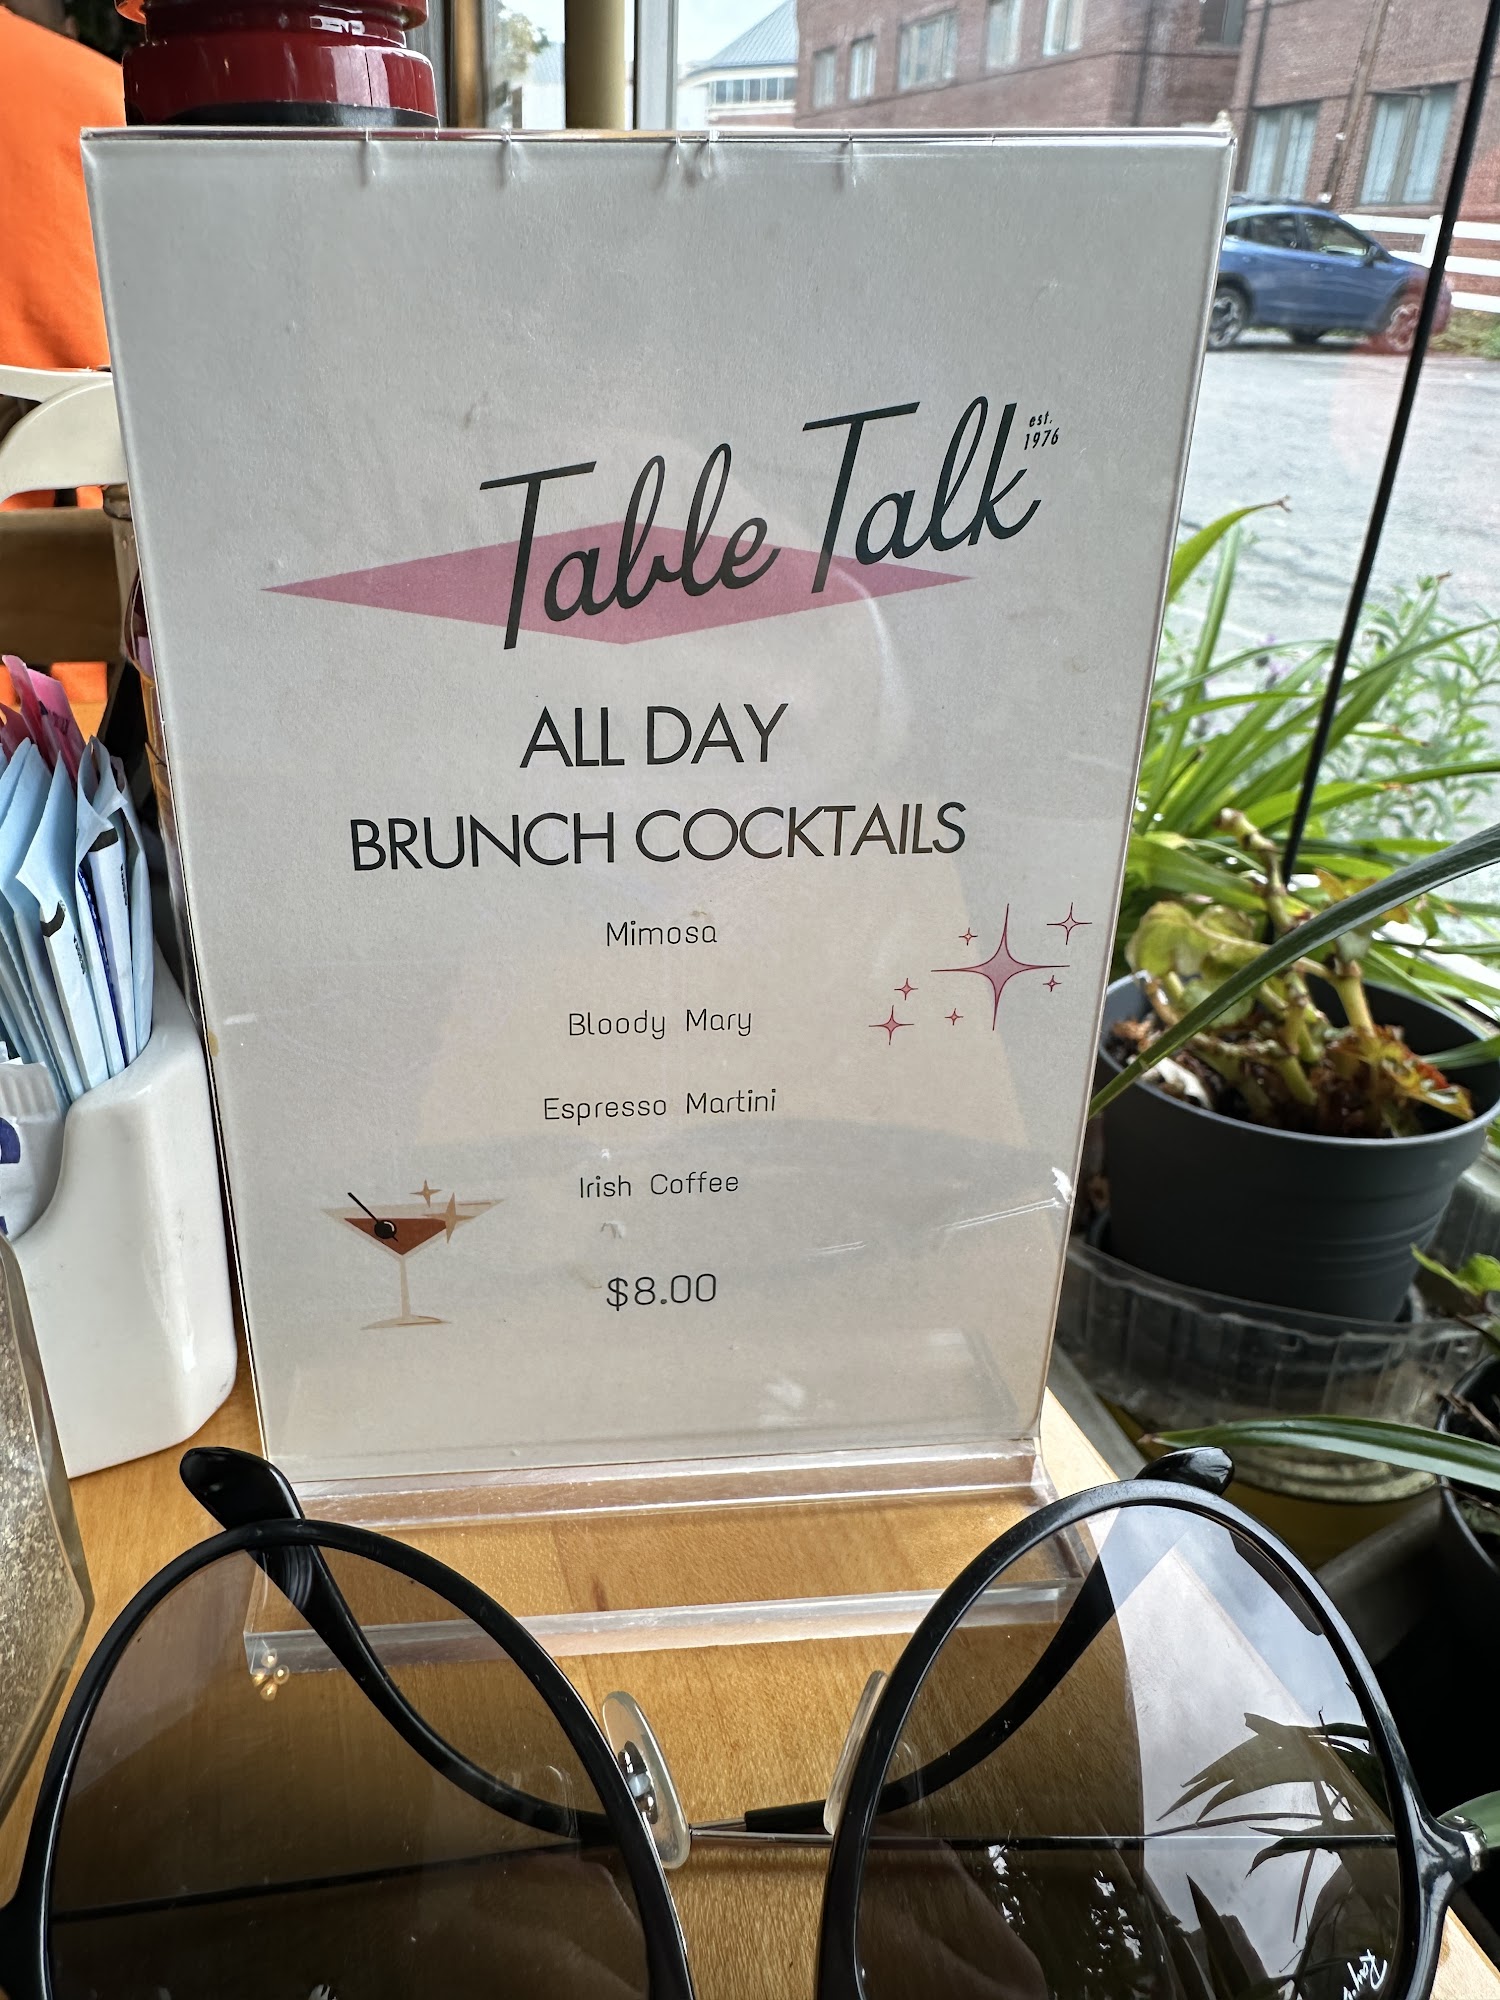 Table Talk
est.
1976
ALL DAY
BRUNCH COCKTAILS
Mimosa
Bloody Mary
Espresso Martini
Irish Coffee
$8.00